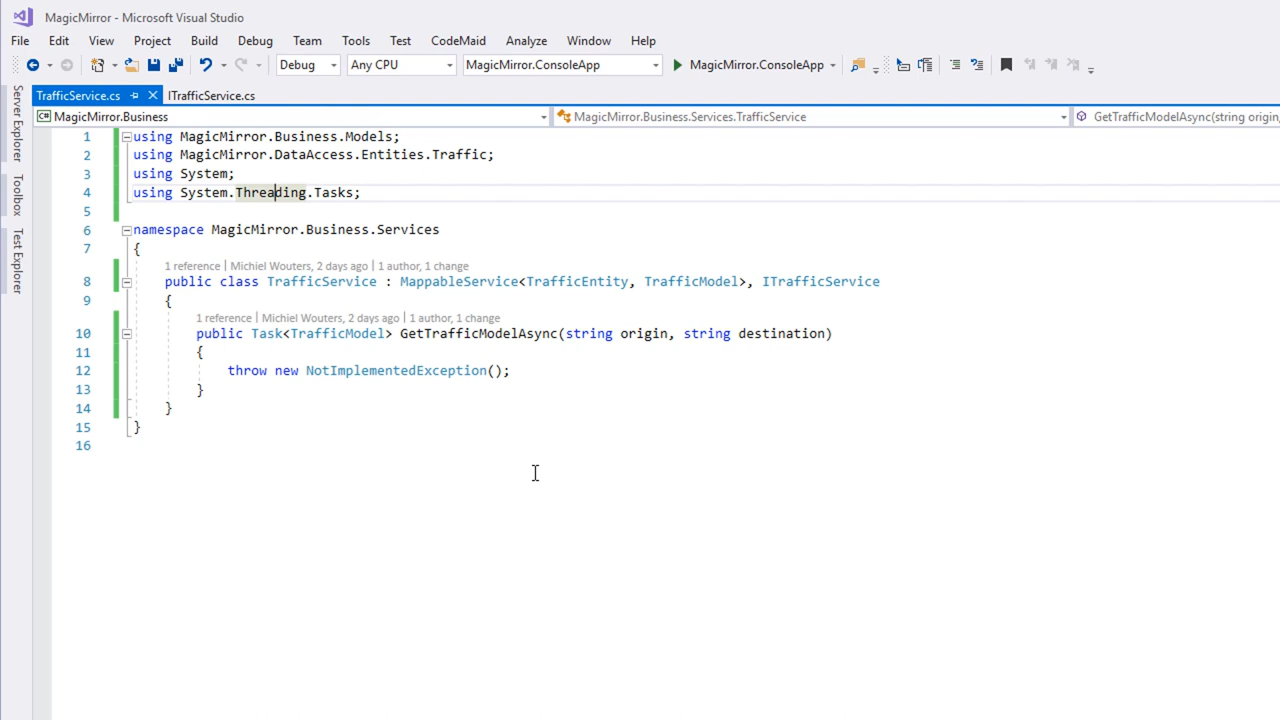 MagicMirror - Microsoft Visual Studio
File Edit View Project Build Debug Team Tools Test CodeMaid Analyze Window Help
Debug Any CPU MagicMirror.ConsoleApp MagicMirror.ConsoleApp
TrafficService.cs ITrafficService.cs
C# MagicMirror.Business MagicMirror.Business.Services.TrafficService GetTrafficModelAsync(string origin,
Server Explorer
Toolbox
Test Explorer
1 using MagicMirror.Business.Models;
2 using MagicMirror.DataAccess.Entities.Traffic;
3 using System;
4 using System.Threading.Tasks;
5
6 namespace MagicMirror.Business.Services
7 {
1 reference | Michiel Wouters, 2 days ago | 1 author, 1 change
8 public class TrafficService : MappableService<TrafficEntity, TrafficModel>, ITrafficService
9 {
1 reference | Michiel Wouters, 2 days ago | 1 author, 1 change
10 public Task<TrafficModel> GetTrafficModelAsync(string origin, string destination)
11 {
12 throw new NotImplementedException();
13 }
14 }
15 }
16